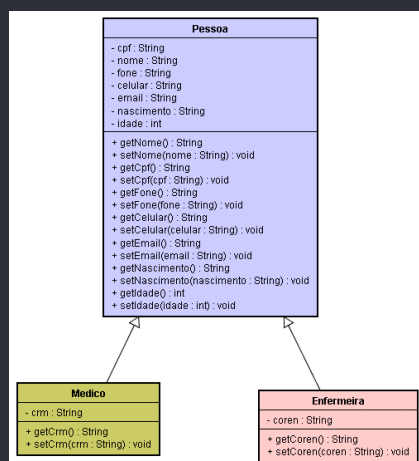 Pessoa
- cpf : String
- nome : String
- fone : String
- celular : String
- email : String
- nascimento : String
- idade : int
+ getNome() : String
+ setNome(nome : String) : void
+ getCpf() : String
+ setCpf(cpf : String) : void
+ getFone() : String
+ setFone(fone : String) : void
+ getCelular() : String
+ setCelular(celular : String) : void
+ getEmail() : String
+ setEmail(email : String) : void
+ getNascimento() : String
+ setNascimento(nascimento : String) : void
+ getIdade() : int
+ setIdade(idade : int) : void
Medico
- crm : String
+ getCrm() : String
+ setCrm(crm : String) : void
Enfermeira
- coren : String
+ getCoren() : String
+ setCoren(coren : String) : void